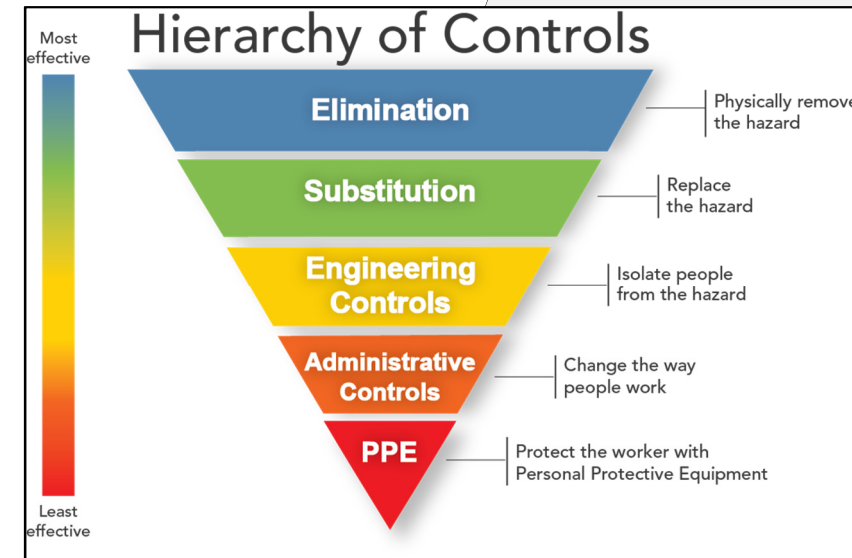 Hierarchy of Controls
Most
effective
Elimination
Physically remove
the hazard
Substitution
Replace
the hazard
Engineering
Controls
Isolate people
from the hazard
Administrative
Controls
Change the way
people work
PPE
Protect the worker with
Personal Protective Equipment
Least
effective